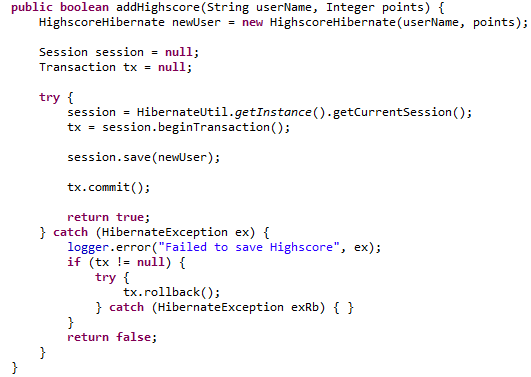 public boolean addHighscore(String userName, Integer points) {
    HighscoreHibernate newUser = new HighscoreHibernate(userName, points);

    Session session = null;
    Transaction tx = null;

    try {
        session = HibernateUtil.getInstance().getCurrentSession();
        tx = session.beginTransaction();

        session.save(newUser);

        tx.commit();

        return true;
    } catch (HibernateException ex) {
        logger.error("Failed to save Highscore", ex);
        if (tx != null) {
            try {
                tx.rollback();
            } catch (HibernateException exRb) { }
        }
        return false;
    }
}